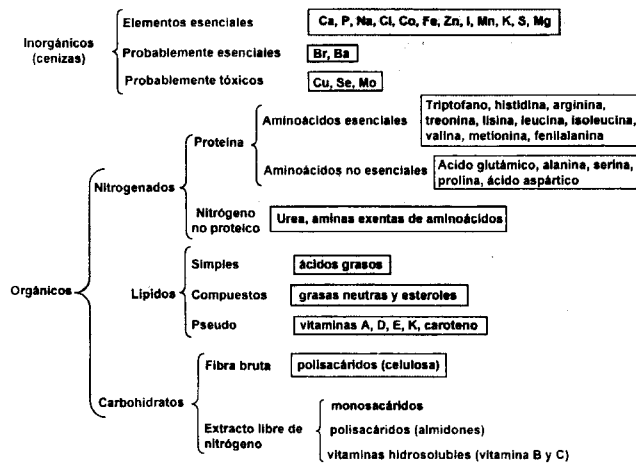 Elementos esenciales
Ca, P, Na, Cl, Co, Fe, Zn, I, Mn, K, S, Mg
Inorgánicos
(cenizas)
Probablemente esenciales
Br, Ba
Probablemente tóxicos
Cu, Se, Mo
Orgánicos
Nitrogenados
Proteína
Aminoácidos esenciales
Triptofano, histidina, arginina,
treonina, lisina, leucina, isoleucina,
valina, metionina, fenilalanina
Aminoácidos no esenciales
Acido glutámico, alanina, serina,
prolina, ácido aspártico
Nitrógeno
no proteico
Urea, aminas exentas de aminoácidos
Lípidos
Simples
ácidos grasos
Compuestos
grasas neutras y esteroles
Pseudo
vitaminas A, D, E, K, caroteno
Carbohidratos
Fibra bruta
polisacáridos (celulosa)
Extracto libre de
nitrógeno
monosacáridos
polisacáridos (almidones)
vitaminas hidrosolubles (vitamina B y C)